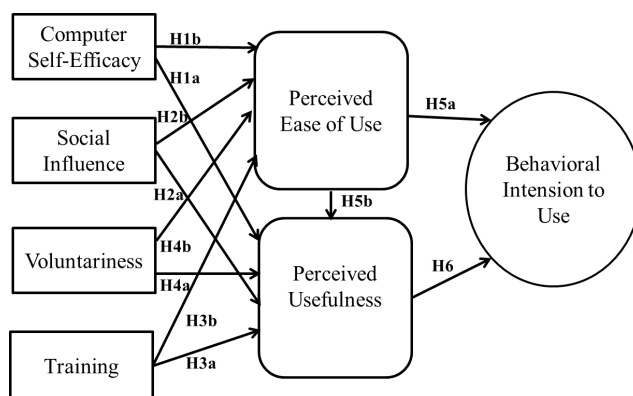 Computer
Self-Efficacy
H1b
H1a
Perceived
Ease of Use
H5a
Social
Influence
H2b
H2a
Behavioral
Intension to
Use
H5b
Voluntariness
H4b
H4a
Perceived
Usefulness
H6
Training
H3b
H3a